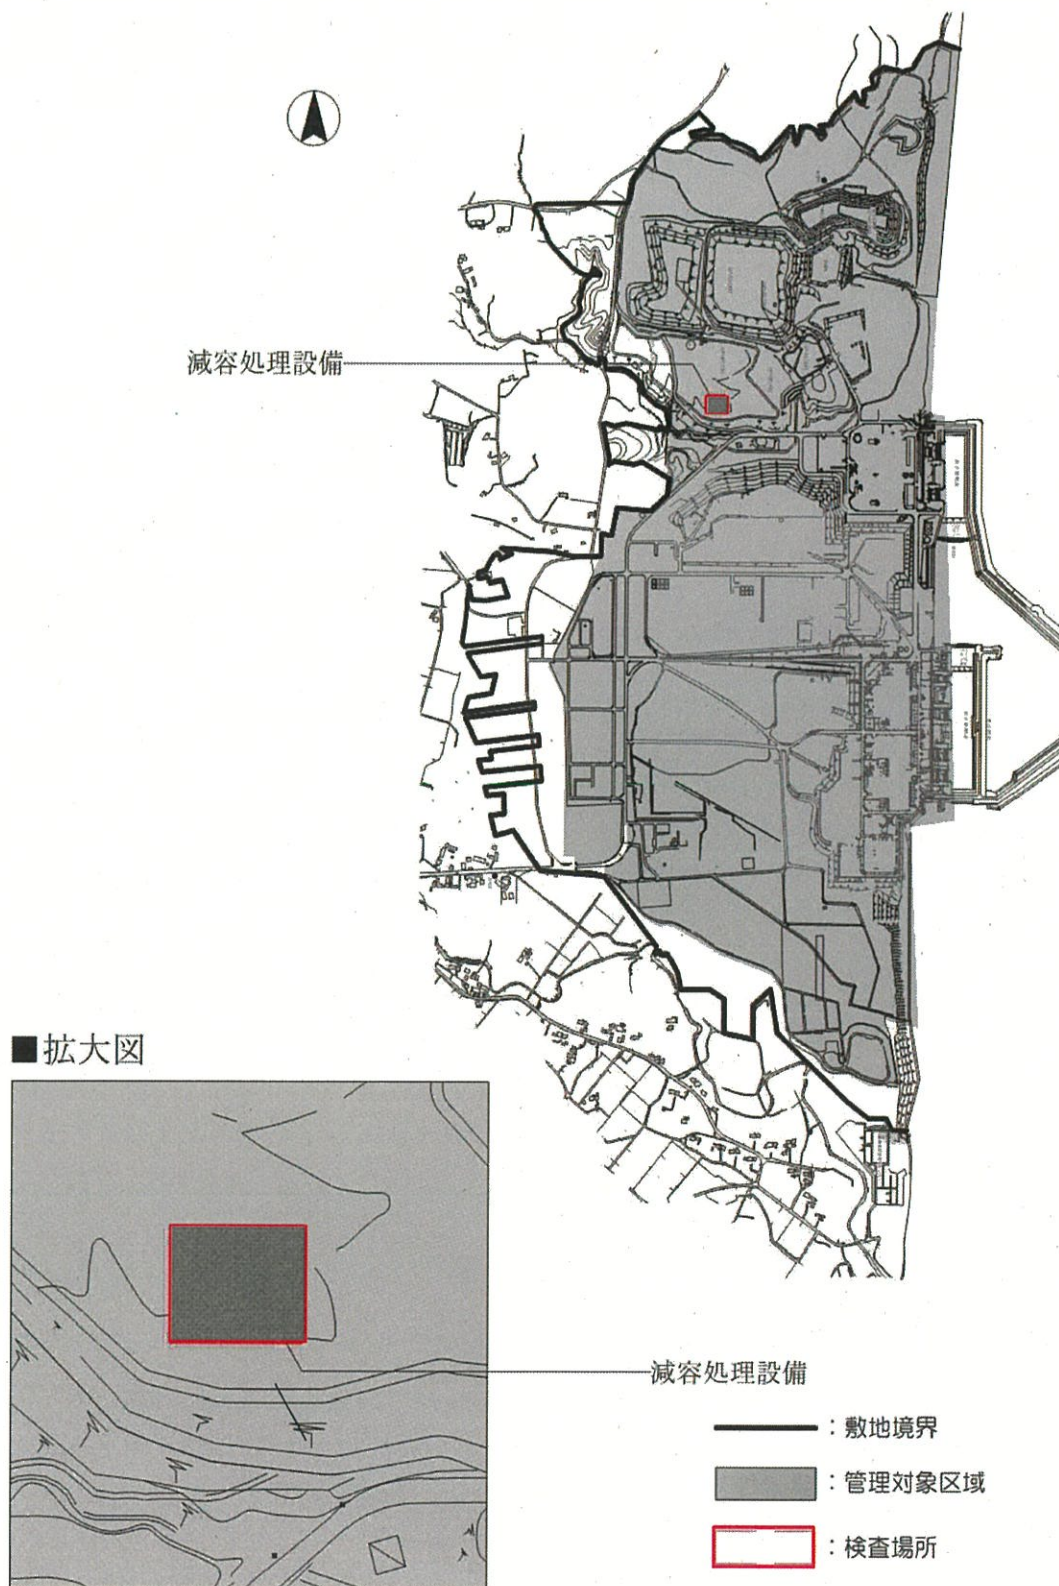 減容処理設備
■拡大図
減容処理設備
：敷地境界
：管理対象区域
：検査場所